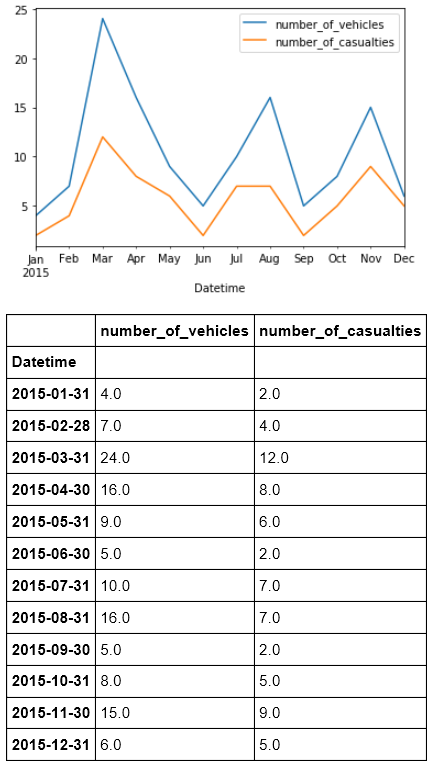 25
number_of_vehicles
number_of_casualties
20
15
10
5
Jan Feb Mar Apr May Jun Jul Aug Sep Oct Nov Dec
2015
Datetime
number_of_vehicles number_of_casualties
Datetime
2015-01-31 4.0 2.0
2015-02-28 7.0 4.0
2015-03-31 24.0 12.0
2015-04-30 16.0 8.0
2015-05-31 9.0 6.0
2015-06-30 5.0 2.0
2015-07-31 10.0 7.0
2015-08-31 16.0 7.0
2015-09-30 5.0 2.0
2015-10-31 8.0 5.0
2015-11-30 15.0 9.0
2015-12-31 6.0 5.0